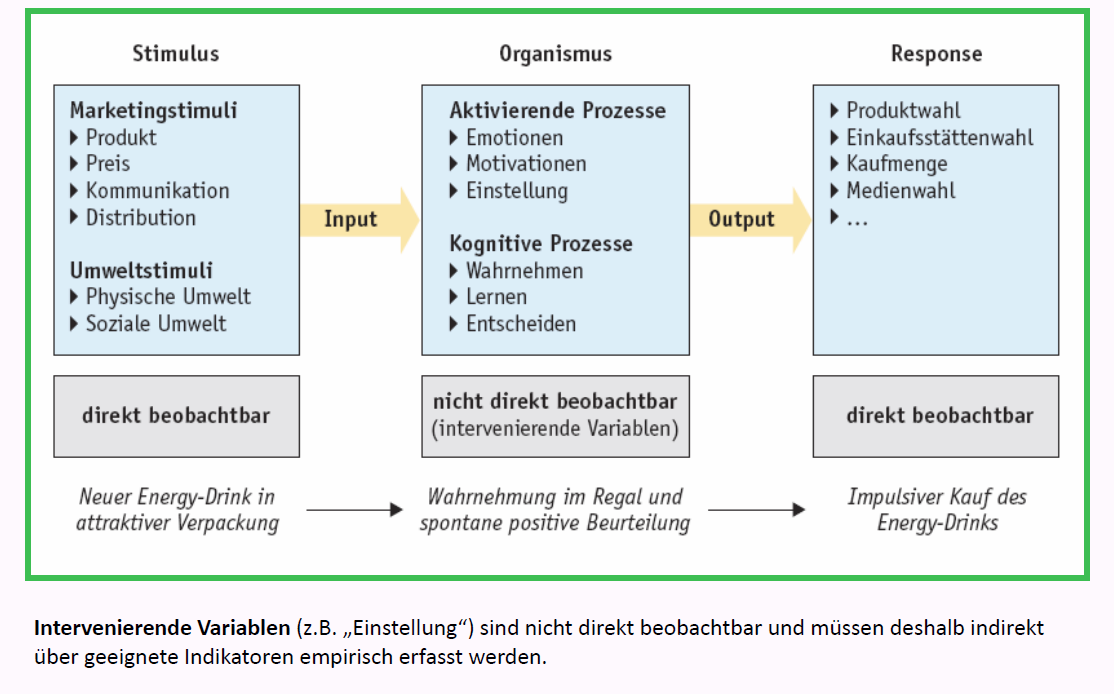 Stimulus
Marketingstimuli
Produkt
Preis
Kommunikation
Distribution
Umweltstimuli
Physische Umwelt
Soziale Umwelt
direkt beobachtbar
Neuer Energy-Drink in
attraktiver Verpackung
Input
Organismus
Aktivierende Prozesse
Emotionen
Motivationen
Einstellung
Kognitive Prozesse
Wahrnehmen
Lernen
Entscheiden
nicht direkt beobachtbar
(intervenierende Variablen)
Wahrnehmung im Regal und
spontane positive Beurteilung
Output
Response
Produktwahl
Einkaufsstättenwahl
Kaufmenge
Medienwahl
...
direkt beobachtbar
Impulsiver Kauf des
Energy-Drinks
Intervenierende Variablen (z.B. „Einstellung“) sind nicht direkt beobachtbar und müssen deshalb indirekt
über geeignete Indikatoren empirisch erfasst werden.